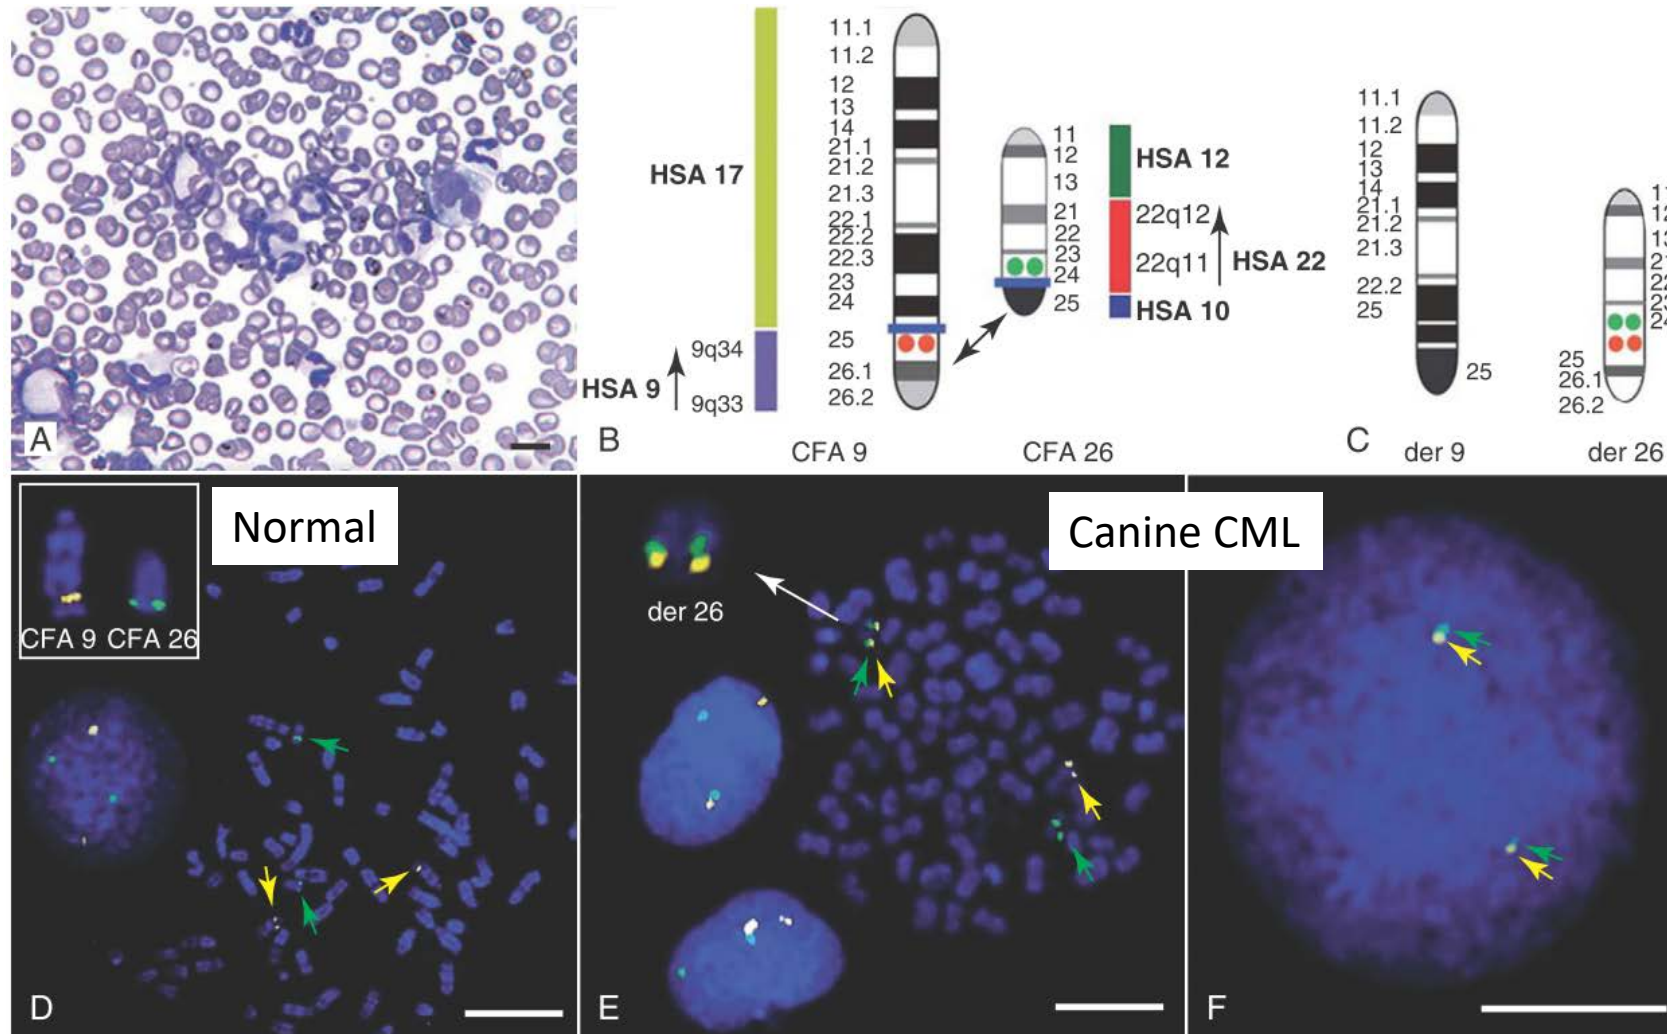 A
HSA 17
HSA 9
9q34
9q33
11.1
11.2
12
13
14
21.1
21.2
21.3
22.1
22.2
22.3
23
24
25
26.1
26.2
11
12
13
21
22
23
24
25
HSA 12
22q12
22q11
HSA 22
HSA 10
B
CFA 9
CFA 26
11.1
11.2
12
13
14
21.1
21.2
21.3
22.2
25
25
25
26.1
26.2
C
der 9
der 26
Normal
CFA 9 CFA 26
D
Canine CML
der 26
E
F